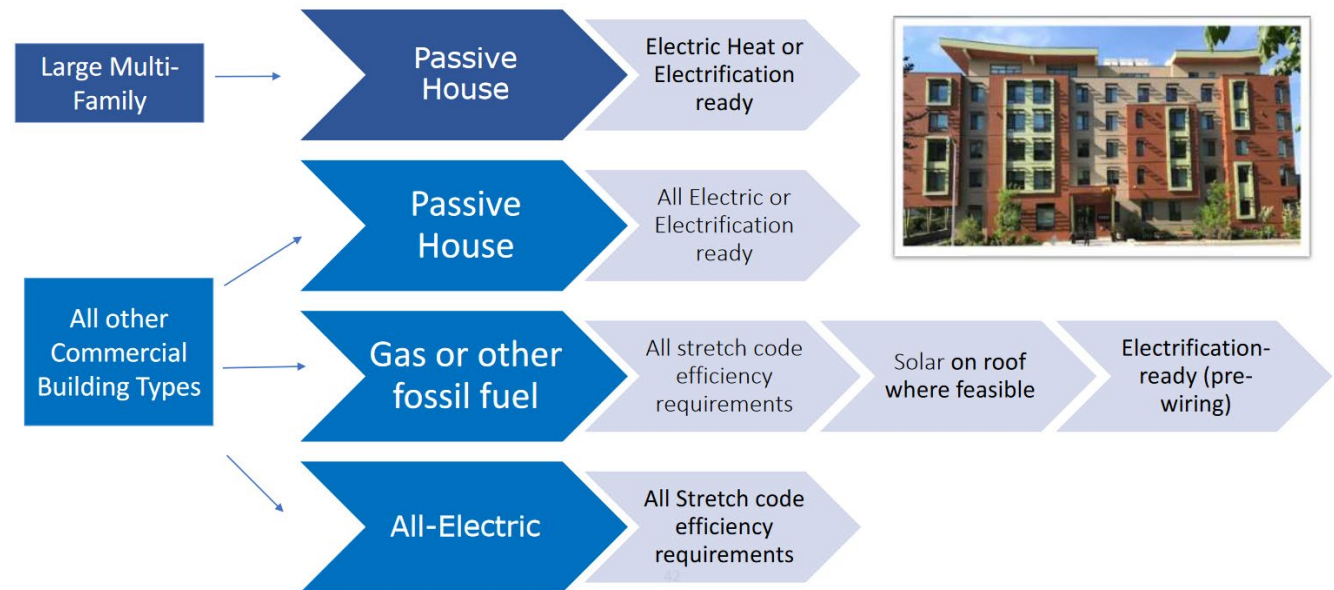 Large Multi-
Family
Passive
House
Electric Heat or
Electrification
ready
Passive
House
All Electric or
Electrification
ready
All other
Commercial
Building Types
Gas or other
fossil fuel
All stretch code
efficiency
requirements
Solar on roof
where feasible
Electrification-
ready (pre-
wiring)
All-Electric
All Stretch code
efficiency
requirements
42